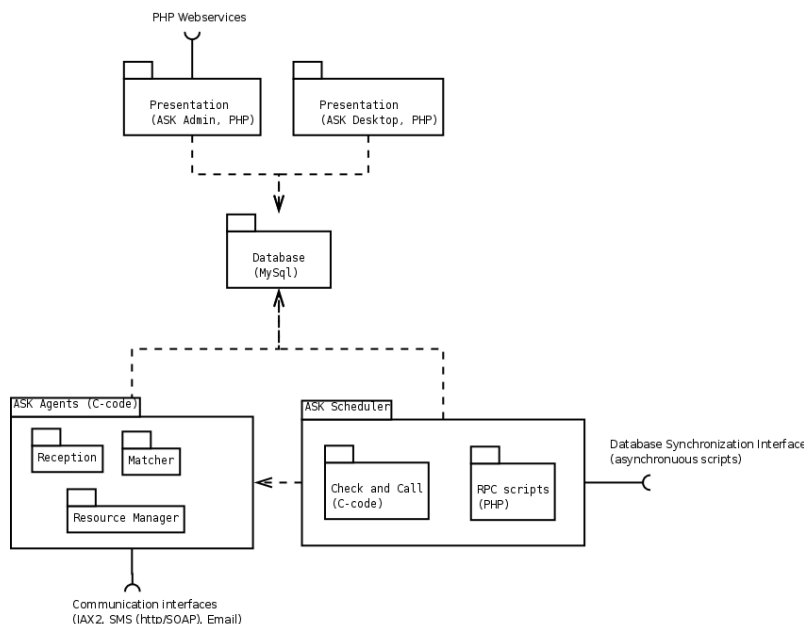 PHP Webservices
Presentation
(ASK Admin, PHP)
Presentation
(ASK Desktop, PHP)
Database
(MySql)
ASK Agents (C-code)
Reception
Matcher
Resource Manager
ASK Scheduler
Check and Call
(C-code)
RPC scripts
(PHP)
Database Synchronization Interface
(asynchronuous scripts)
Communication interfaces
(IAX2, SMS (http/SOAP), Email)